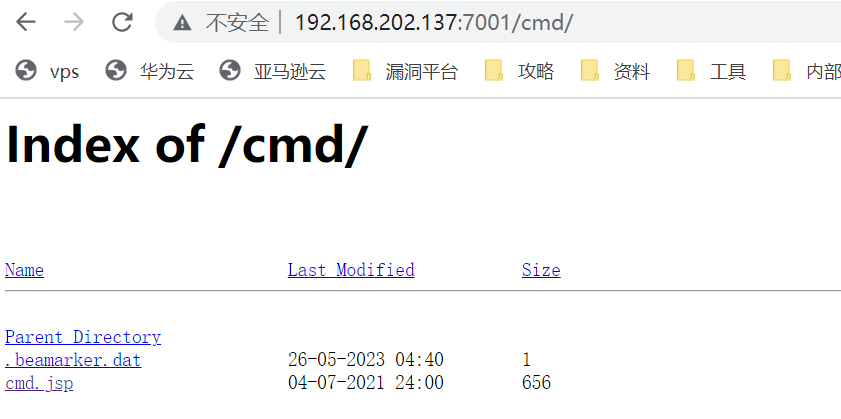 不安全 192.168.202.137:7001/cmd/
vps 华为云 亚马逊云 漏洞平台 攻略 资料 工具 内部
Index of /cmd/
Name Last Modified Size
Parent Directory
.beamarker.dat 26-05-2023 04:40 1
cmd.jsp 04-07-2021 24:00 656